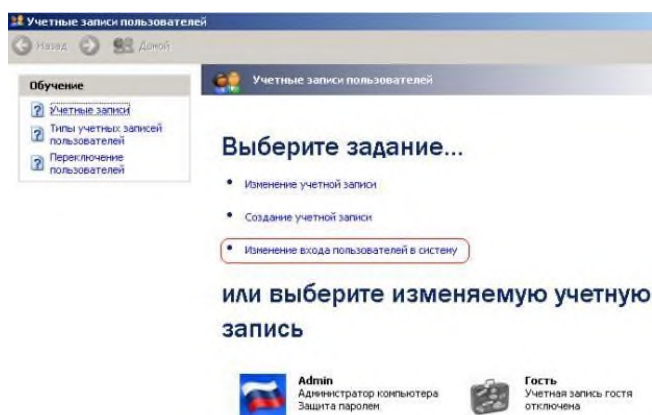 Учетные записи пользователей
Назад
Домой
Обучение
Учетные записи
Типы учетных записей
пользователей
Переключение
пользователей
Учетные записи пользователей
Выберите задание...
Изменение учетной записи
Создание учетной записи
Изменение входа пользователей в систему
или выберите изменяемую учетную
запись
Admin
Администратор компьютера
Защита паролем
Гость
Учетная запись гостя
отключена